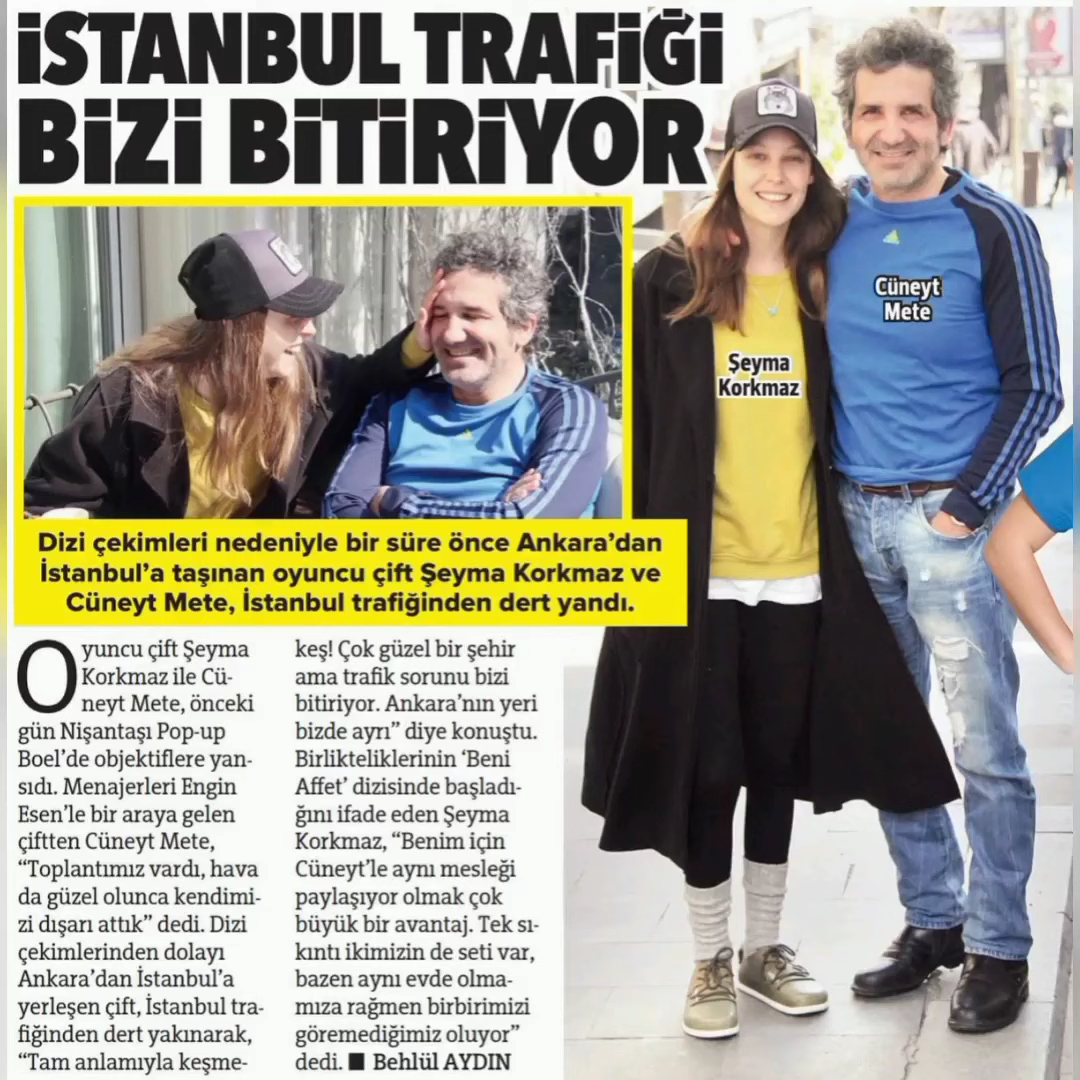 İSTANBUL TRAFİĞİ
BİZİ BİTİRİYOR
Cüneyt
Mete
Şeyma
Korkmaz
Dizi çekimleri nedeniyle bir süre önce Ankara’dan
İstanbul’a taşınan oyuncu çift Şeyma Korkmaz ve
Cüneyt Mete, İstanbul trafiğinden dert yandı.
Oyuncu çift Şeyma
Korkmaz ile Cü-
neyt Mete, önceki
gün Nişantaşı Pop-up
Boel’de objektiflere yan-
sıdı. Menajerleri Engin
Esen’le bir araya gelen
çiftten Cüneyt Mete,
“Toplantımız vardı, hava
da güzel olunca kendimi-
zi dışarı attık” dedi. Dizi
çekimlerinden dolayı
Ankara’dan İstanbul’a
yerleşen çift, İstanbul tra-
fiğinden dert yakınarak,
“Tam anlamıyla keşme-
keş! Çok güzel bir şehir
ama trafik sorunu bizi
bitiriyor. Ankara’nın yeri
bizde ayrı” diye konuştu.
Birlikteliklerinin ‘Beni
Affet’ dizisinde başladı-
ğını ifade eden Şeyma
Korkmaz, “Benim için
Cüneyt’le aynı mesleği
paylaşıyor olmak çok
büyük bir avantaj. Tek sı-
kıntı ikimizin de seti var,
bazen aynı evde olma-
mıza rağmen birbirimizi
göremediğimiz oluyor”
dedi. ■ Behlül AYDIN